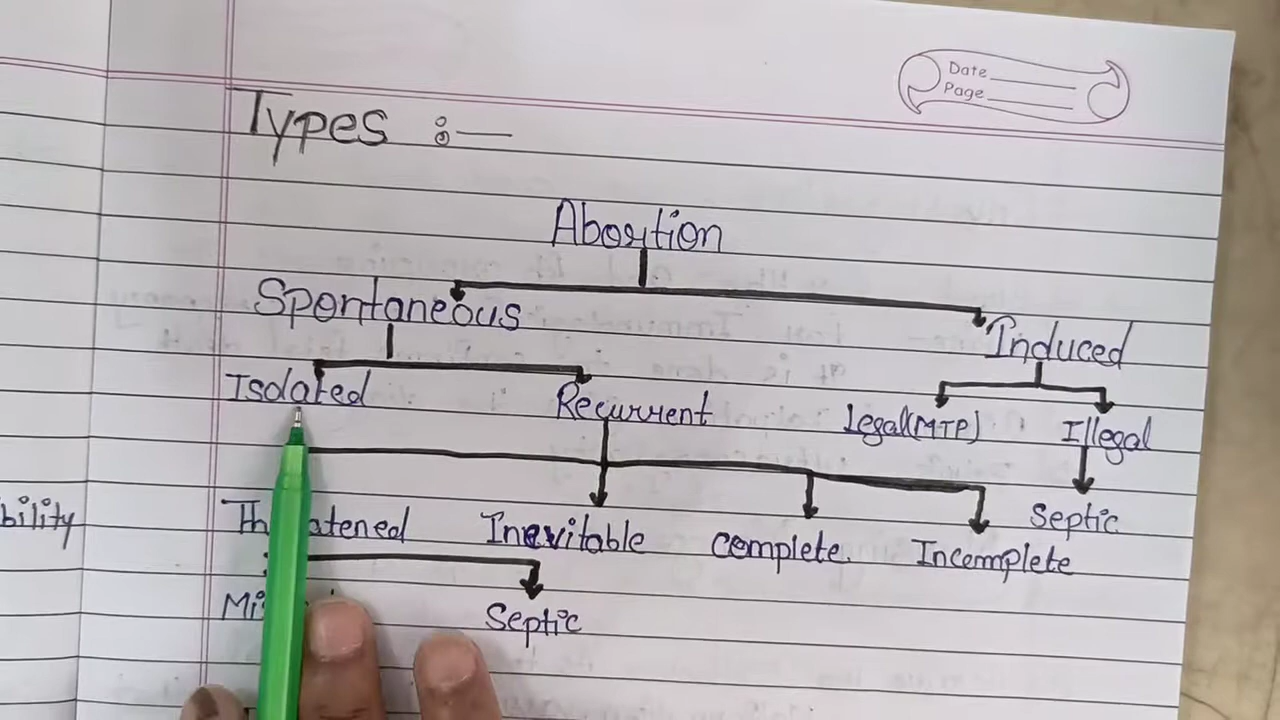 Date
Page
Types :—
Abortion
Spontaneous
Induced
Isolated Recurrent Legal(MTP) Illegal
bility
Inevitable complete. Incomplete Septic
Septic